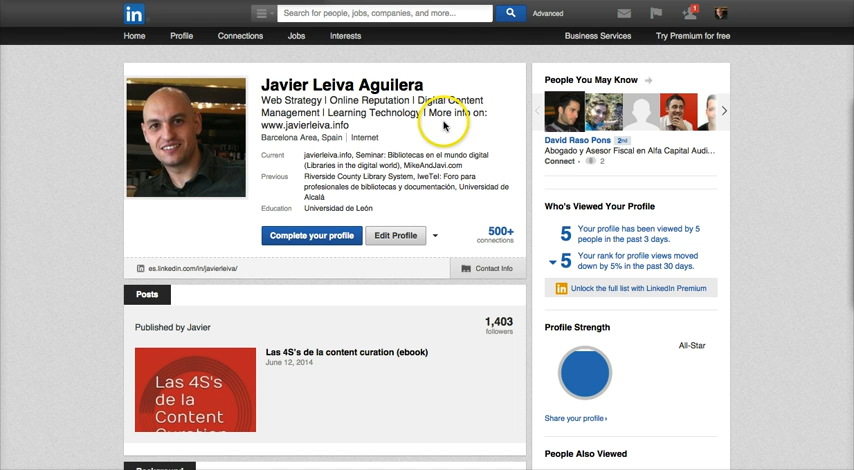 in
Search for people, jobs, companies, and more...
Advanced
1
Home
Profile
Connections
Jobs
Interests
Business Services
Try Premium for free
Javier Leiva Aguilera
Web Strategy | Online Reputation | Digital Content
Management | Learning Technology | More info on:
www.javierleiva.info
Barcelona Area, Spain | Internet
Current
javierleiva.info, Seminar: Bibliotecas en el mundo digital
(Libraries in the digital world), MikeAndJavi.com
Previous
Riverside County Library System, IweTel: Foro para
profesionales de bibliotecas y documentación, Universidad de
Alcalá
Education
Universidad de León
Complete your profile
Edit Profile
500+
connections
es.linkedin.com/in/javierleiva/
Contact Info
Posts
Published by Javier
1,403
followers
Las 4S's
de la
Content
Curation
Las 4S's de la content curation (ebook)
June 12, 2014
Background
People You May Know
David Raso Pons 2nd
Abogado y Asesor Fiscal en Alfa Capital Audi...
Connect - 2
Who's Viewed Your Profile
5 Your profile has been viewed by 5
people in the past 3 days.
5 Your rank for profile views moved
down by 5% in the past 30 days.
in Unlock the full list with LinkedIn Premium
Profile Strength
All-Star
Share your profile ›
People Also Viewed